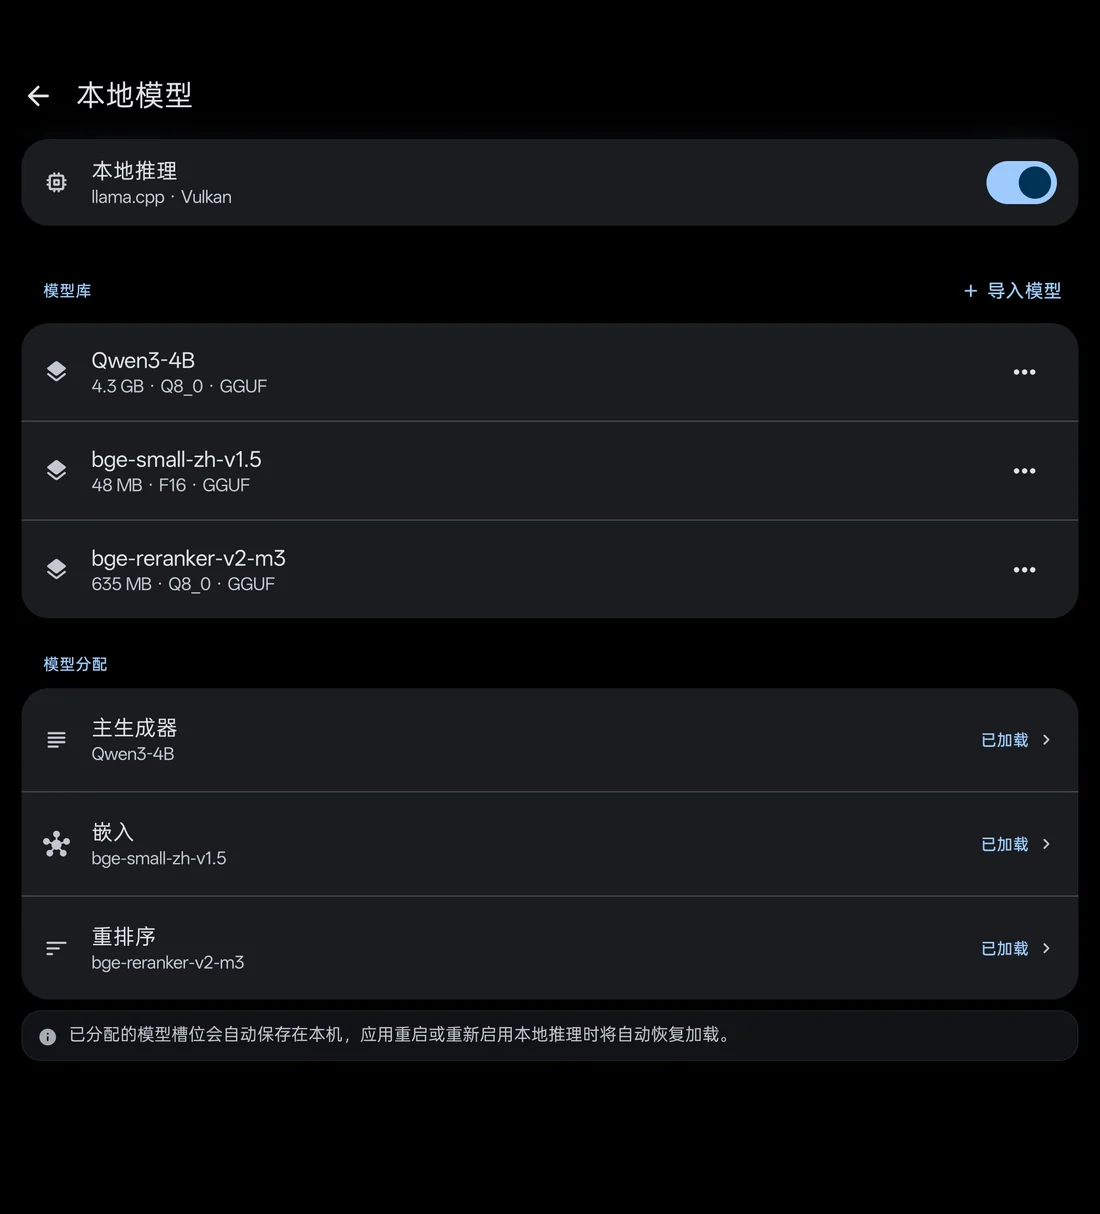 本地模型
本地推理
llama.cpp · Vulkan
模型库
+ 导入模型
Qwen3-4B
4.3 GB · Q8_0 · GGUF
bge-small-zh-v1.5
48 MB · F16 · GGUF
bge-reranker-v2-m3
635 MB · Q8_0 · GGUF
模型分配
主生成器
Qwen3-4B
已加载
嵌入
bge-small-zh-v1.5
已加载
重排序
bge-reranker-v2-m3
已加载
已分配的模型槽位会自动保存在本机，应用重启或重新启用本地推理时将自动恢复加载。